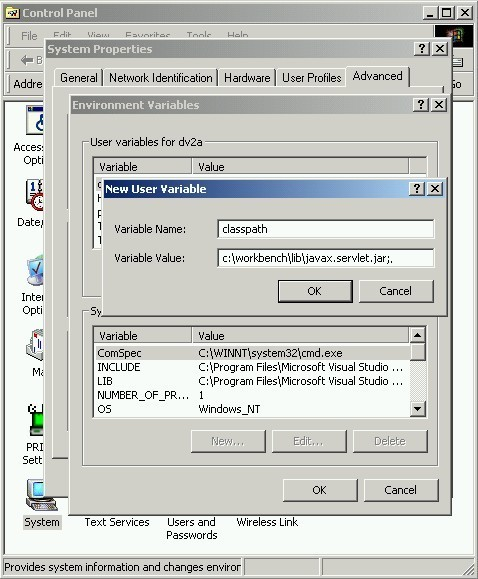 Control Panel
File Edit View Favorites Tools Help
Addre
System Properties
General Network Identification Hardware User Profiles Advanced
Environment Variables
User variables for dv2a
Variable Value
New User Variable
Variable Name: classpath
Variable Value: c:\workbench\lib\javax.servlet.jar;.
OK Cancel
Variable Value
ComSpec C:\WINNT\system32\cmd.exe
INCLUDE C:\Program Files\Microsoft Visual Studio ...
LIB C:\Program Files\Microsoft Visual Studio ...
NUMBER_OF_PR... 1
OS Windows_NT
New... Edit... Delete
OK Cancel
System Text Services Users and Passwords Wireless Link
Provides system information and changes environ